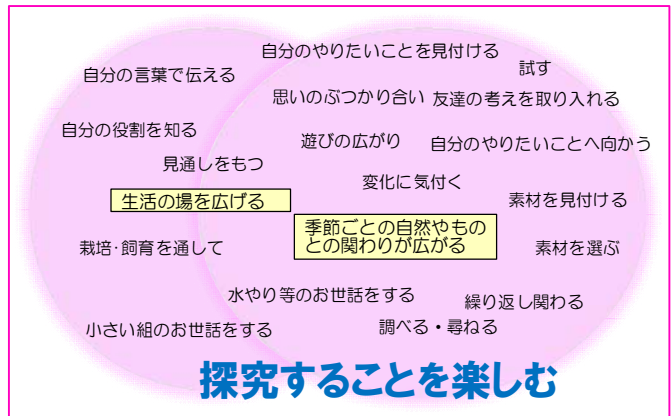 自分のやりたいことを見付ける
試す
自分の言葉で伝える
思いのぶつかり合い
友達の考えを取り入れる
自分の役割を知る
遊びの広がり
自分のやりたいことへ向かう
見通しをもつ
変化に気付く
生活の場を広げる
素材を見付ける
季節ごとの自然やもの
との関わりが広がる
栽培・飼育を通して
素材を選ぶ
水やり等のお世話をする
繰り返し関わる
小さい組のお世話をする
調べる・尋ねる
探究することを楽しむ